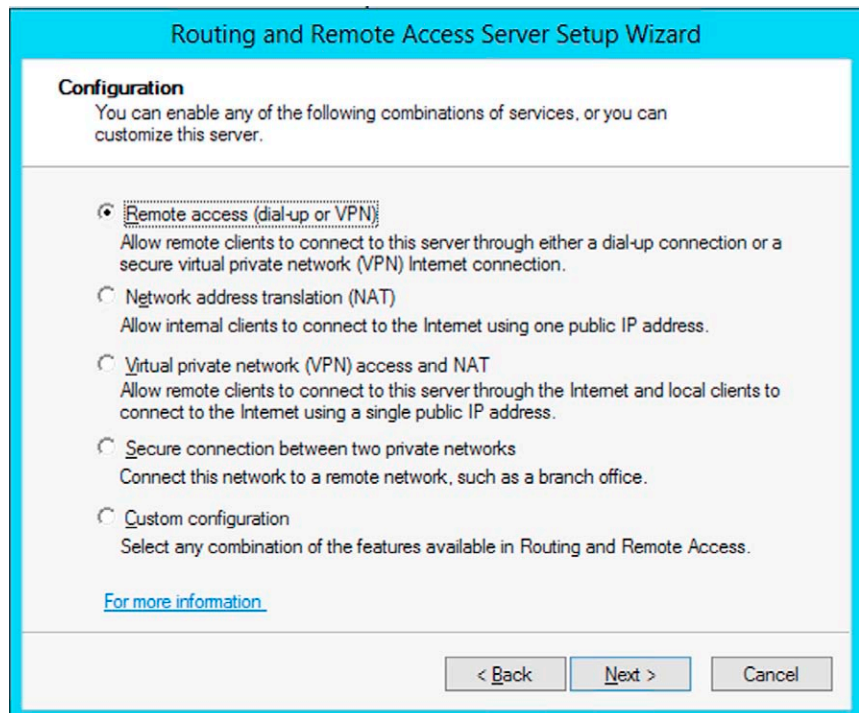 Routing and Remote Access Server Setup Wizard
Configuration
You can enable any of the following combinations of services, or you can
customize this server.
Remote access (dial-up or VPN)
Allow remote clients to connect to this server through either a dial-up connection or a
secure virtual private network (VPN) Internet connection.
Network address translation (NAT)
Allow internal clients to connect to the Internet using one public IP address.
Virtual private network (VPN) access and NAT
Allow remote clients to connect to this server through the Internet and local clients to
connect to the Internet using a single public IP address.
Secure connection between two private networks
Connect this network to a remote network, such as a branch office.
Custom configuration
Select any combination of the features available in Routing and Remote Access.
For more information
< Back
Next >
Cancel